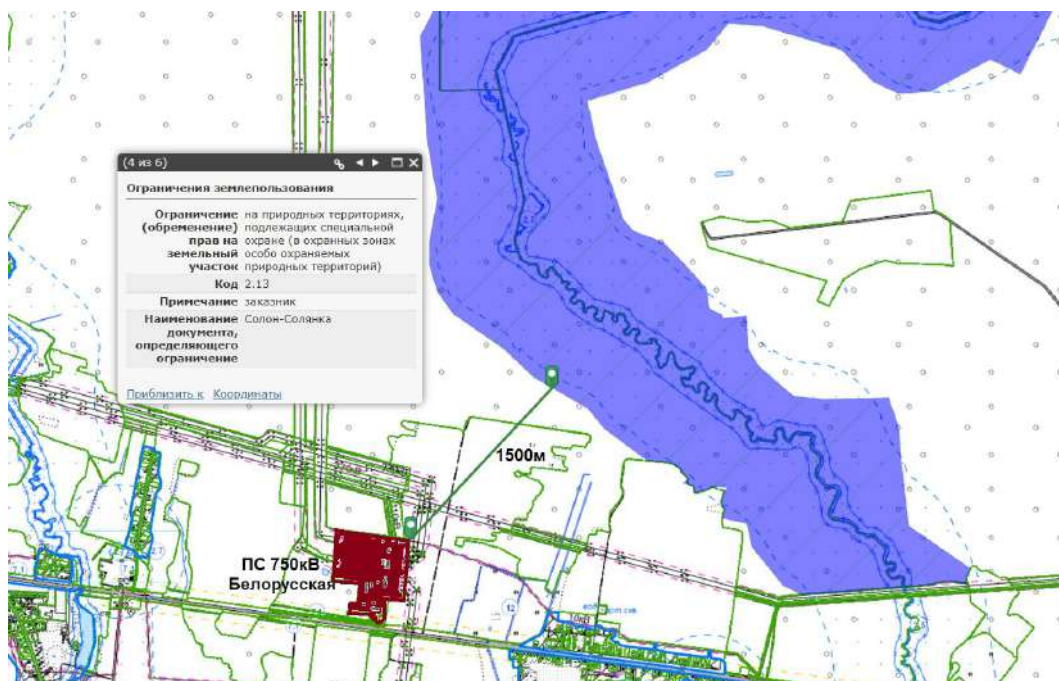 (4 из 6)
Ограничения землепользования
Ограничение (обременение) прав на земельный участок
на природных территориях, подлежащих специальной охране (в охранных зонах особо охраняемых природных территорий)
Код 2.13
Примечание заказник
Наименование документа, определяющего ограничение
Солон-Солянка
Приблизить к Координаты
1500м
ПС 750кВ
Белорусская
12